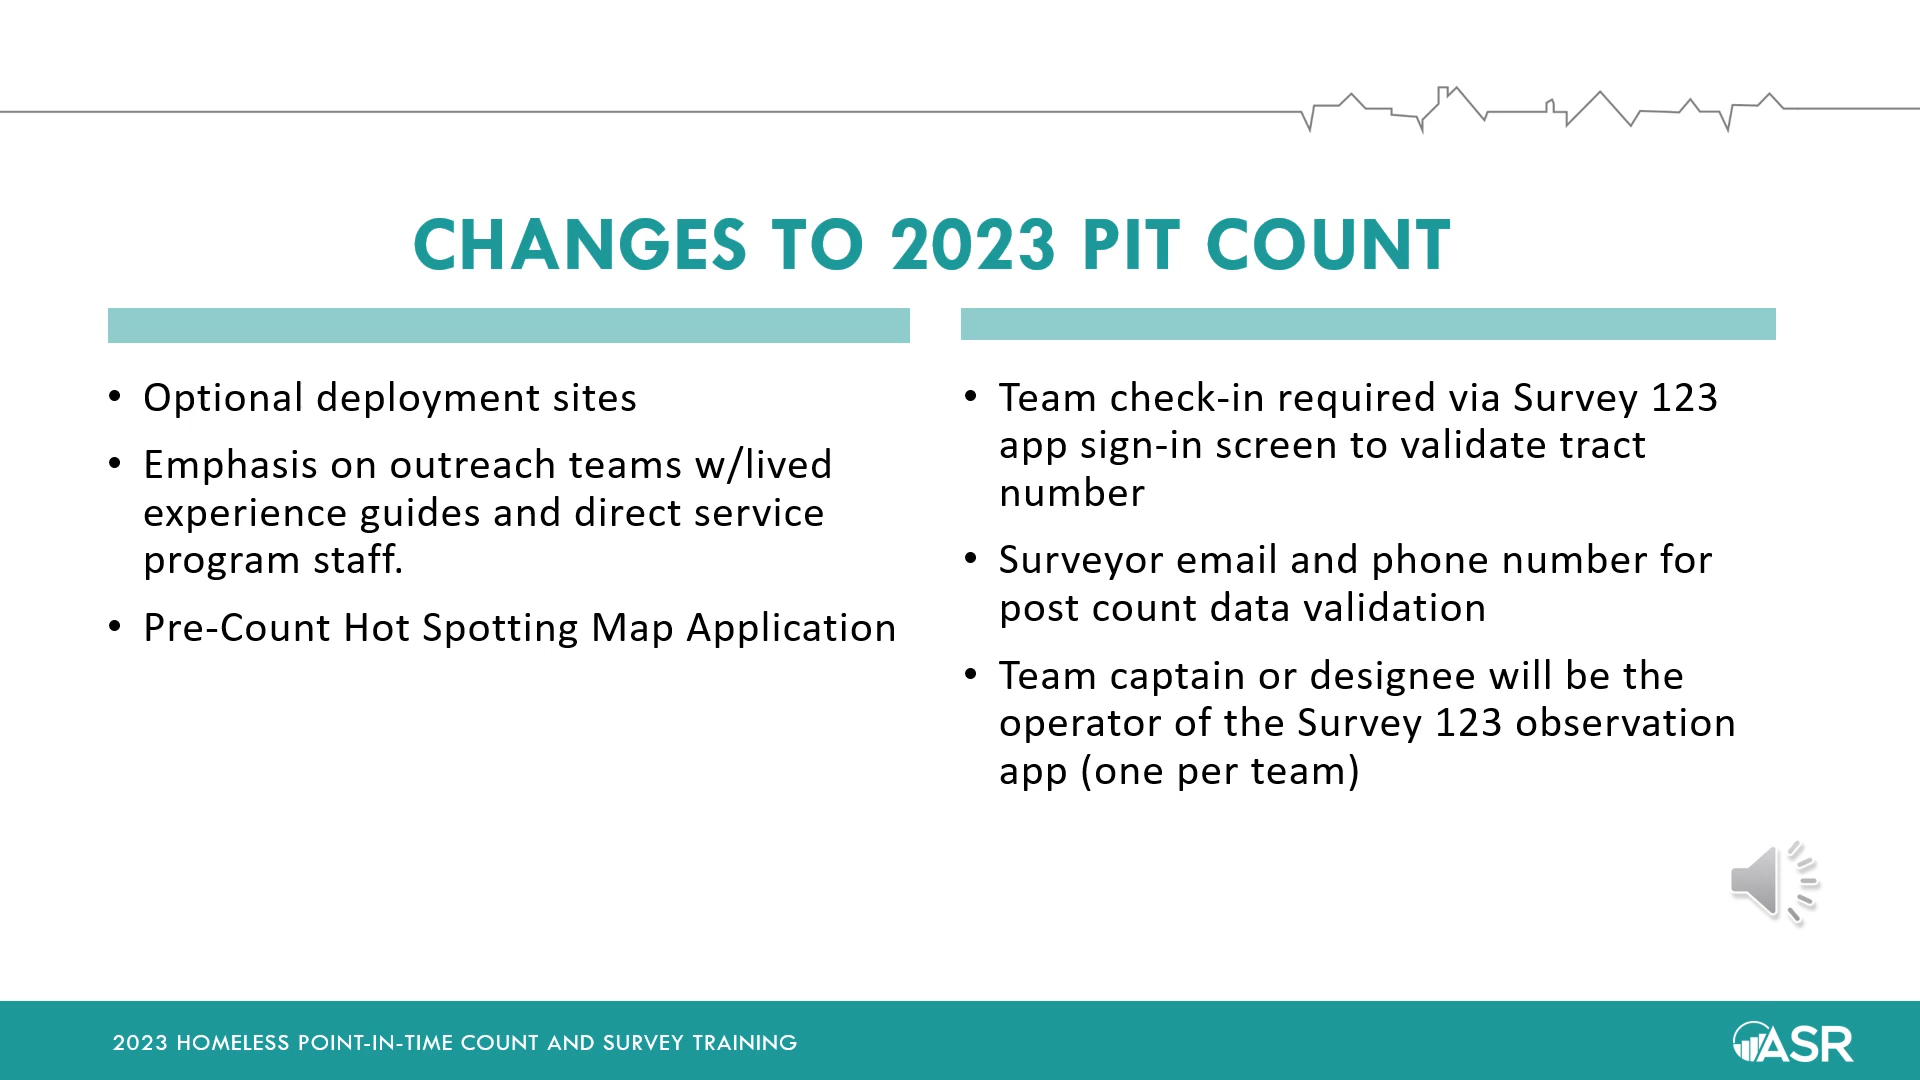 CHANGES TO 2023 PIT COUNT
• Optional deployment sites
• Emphasis on outreach teams w/lived
experience guides and direct service
program staff.
• Pre-Count Hot Spotting Map Application
• Team check-in required via Survey 123
app sign-in screen to validate tract
number
• Surveyor email and phone number for
post count data validation
• Team captain or designee will be the
operator of the Survey 123 observation
app (one per team)
2023 HOMELESS POINT-IN-TIME COUNT AND SURVEY TRAINING
ASR